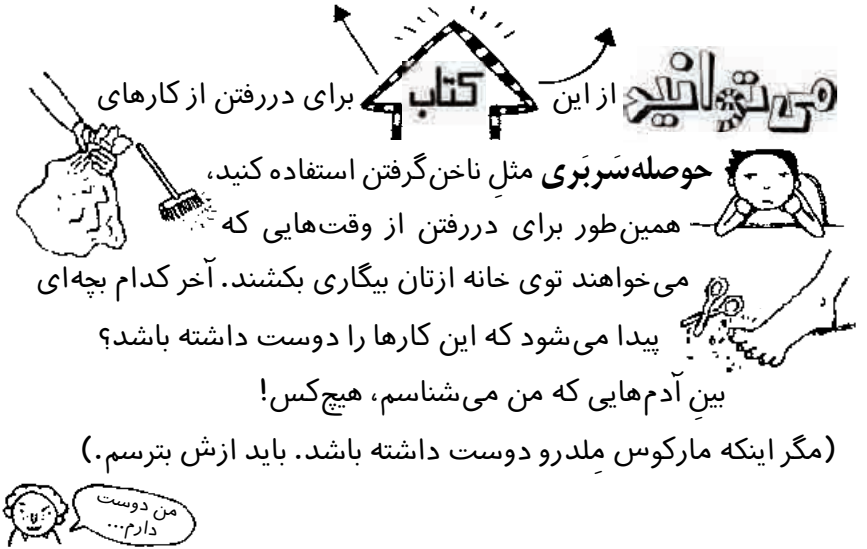 می‌توانید از این کتاب برای دررفتن از کارهای
حوصله‌سَربَری مثلِ ناخن‌گرفتن استفاده کنید،
همین‌طور برای دررفتن از وقت‌هایی که
می‌خواهند توی خانه ازتان بیگاری بکشند. آخر کدام بچه‌ای
پیدا می‌شود که این کارها را دوست داشته باشد؟
بینِ آدم‌هایی که من می‌شناسم، هیچ‌کس!
(مگر اینکه مارکوس مِلدرو دوست داشته باشد. باید ازش بترسم.)
من دوست
دارم...